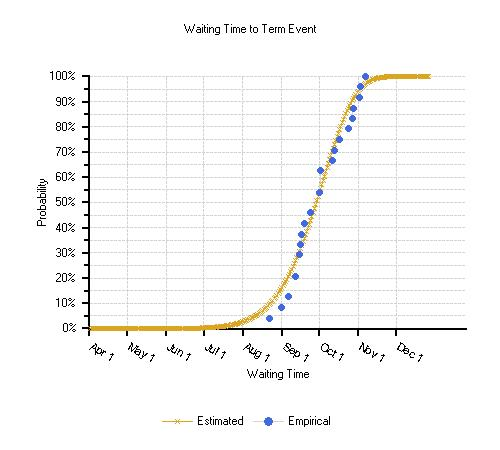 Waiting Time to Term Event
100%
90%
80%
70%
60%
50%
40%
30%
20%
10%
0%
Probability
Apr 1 May 1 Jun 1 Jul 1 Aug 1 Sep 1 Oct 1 Nov 1 Dec 1
Waiting Time
Estimated Empirical